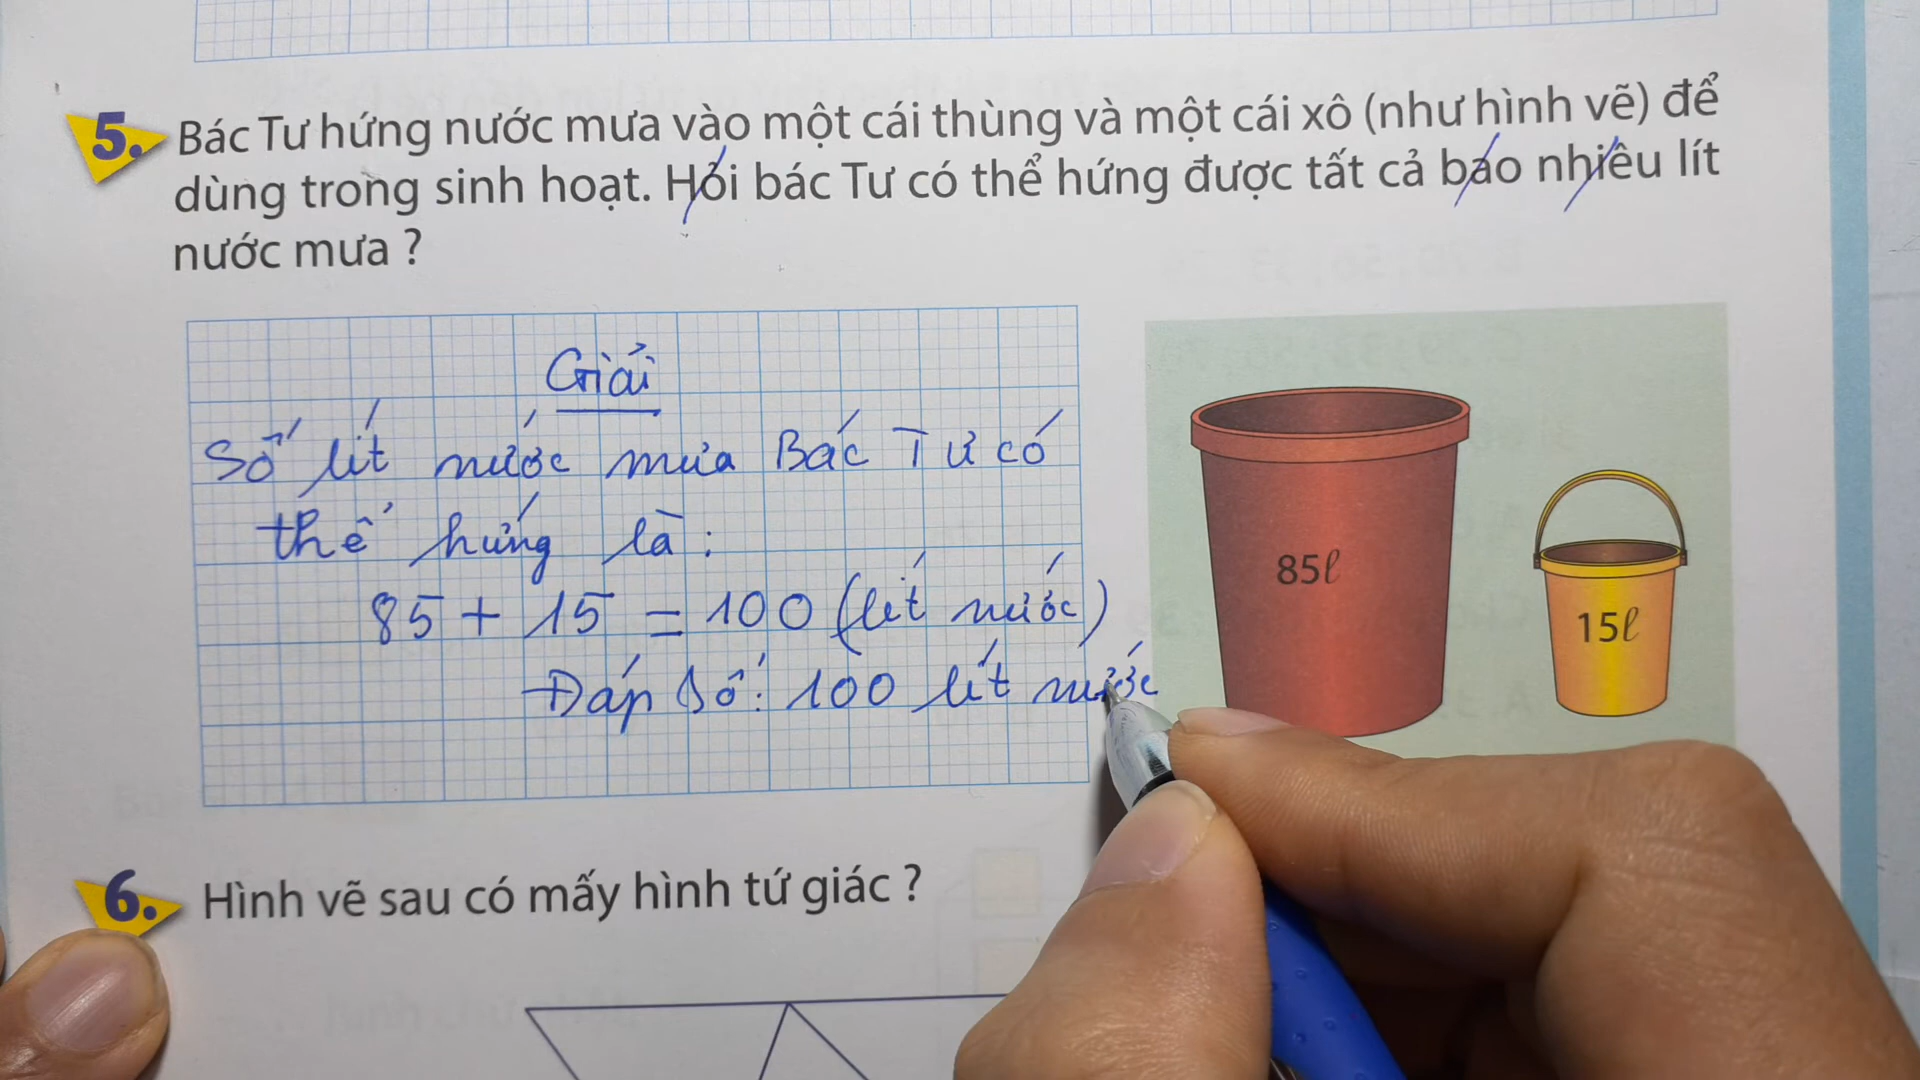 5. Bác Tư hứng nước mưa vào một cái thùng và một cái xô (như hình vẽ) để
dùng trong sinh hoạt. Hỏi bác Tư có thể hứng được tất cả bao nhiêu lít
nước mưa ?
Giải
Số lít nước mưa Bác Tư có
thể hứng là :
85 + 15 = 100 (lít nước)
Đáp số : 100 lít nước
85ℓ
15ℓ
6. Hình vẽ sau có mấy hình tứ giác ?